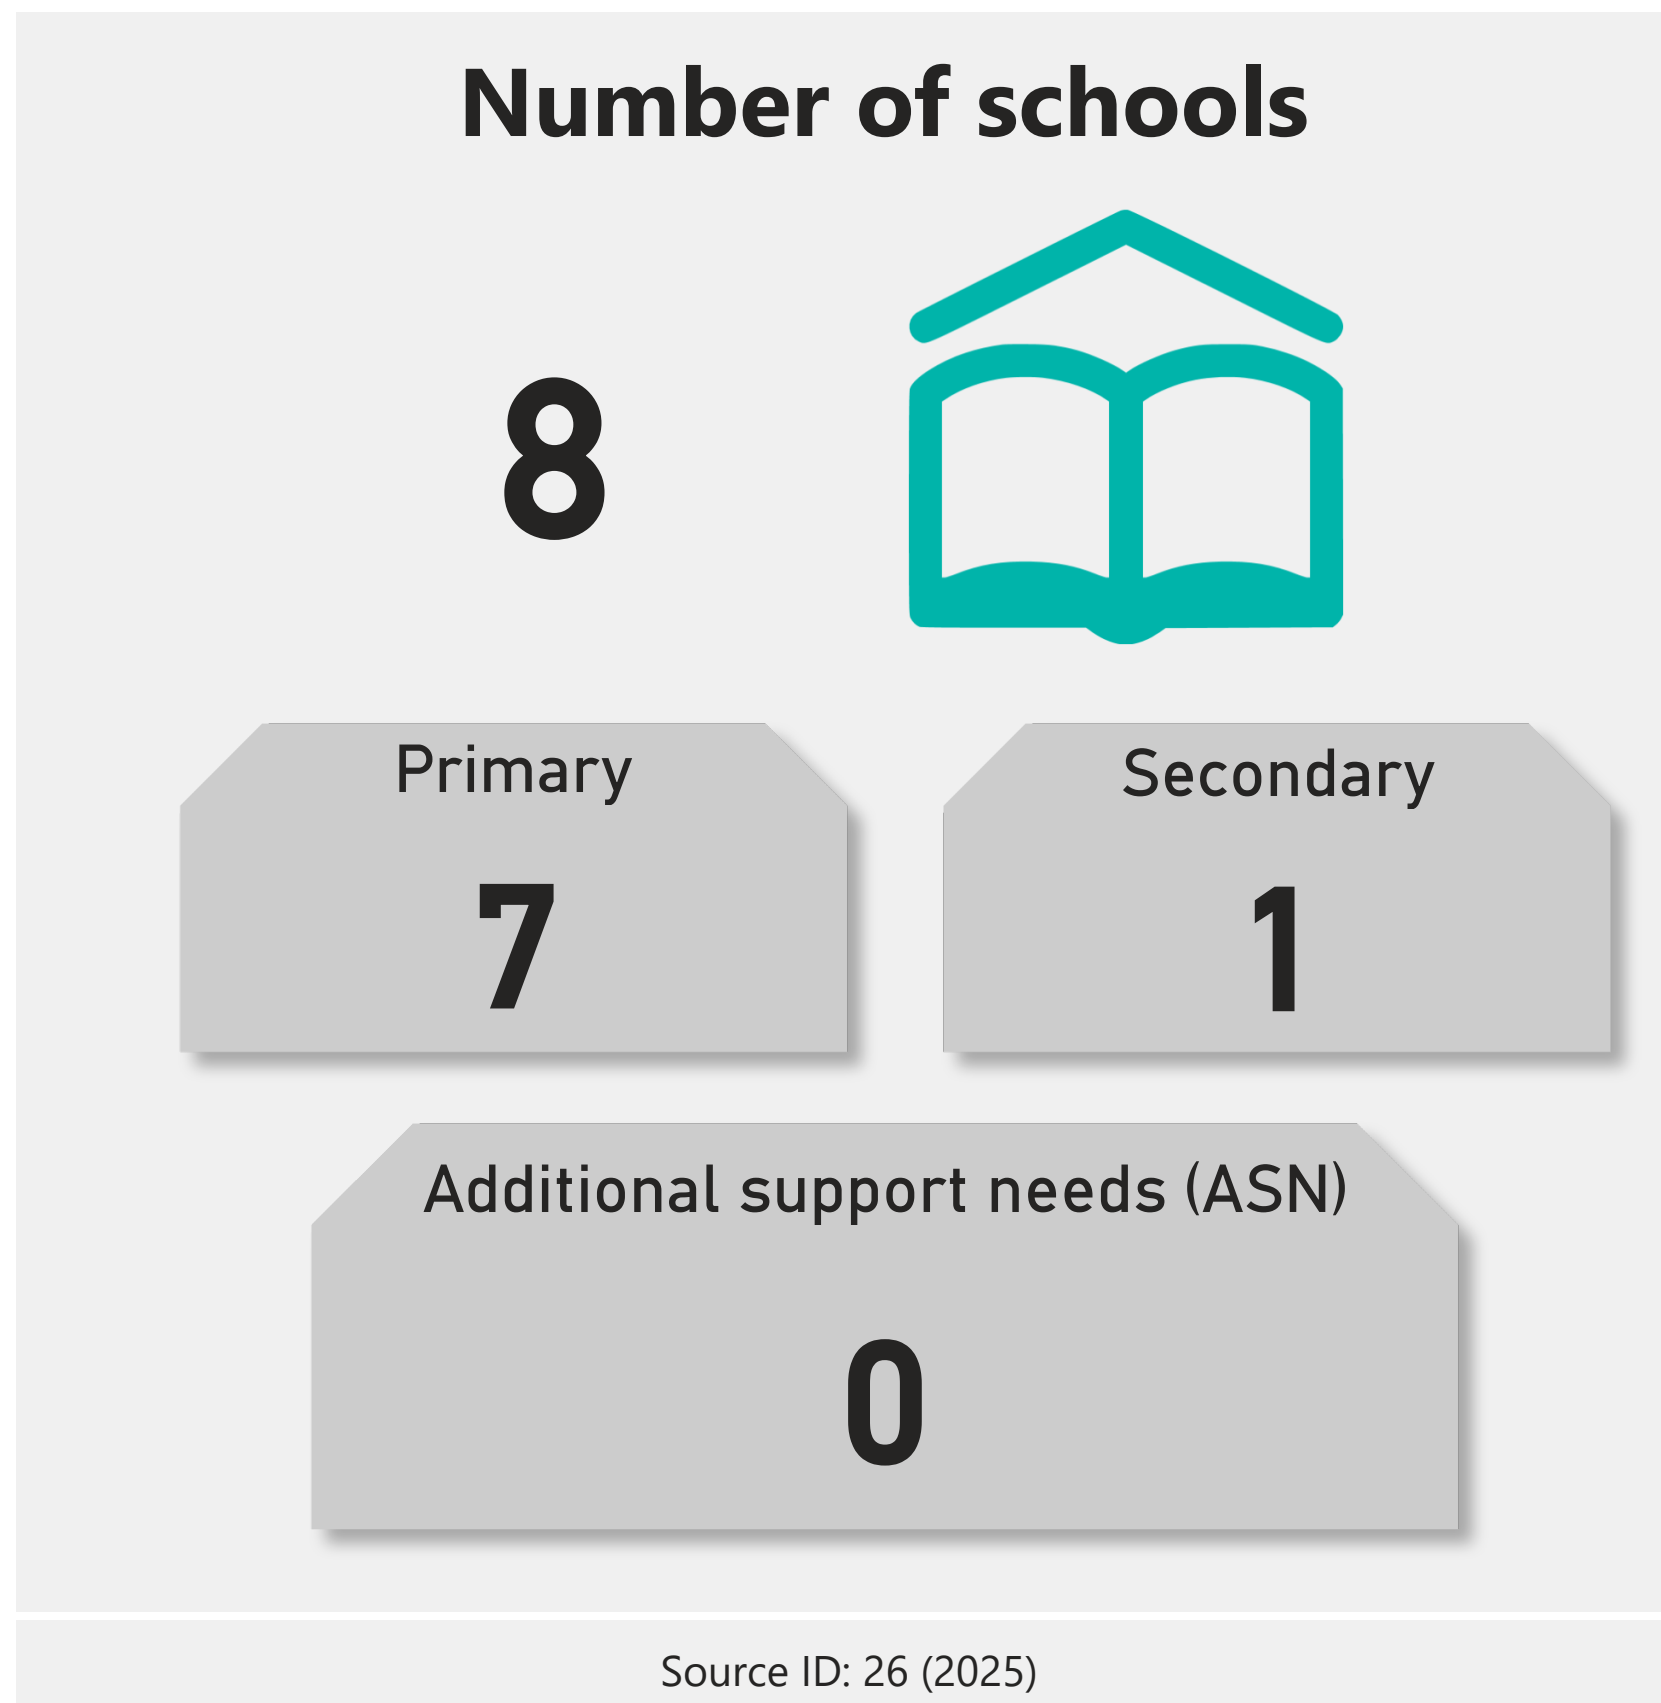 Number of schools
8
Primary
7
Secondary
1
Additional support needs (ASN)
0
Source ID: 26 (2025)